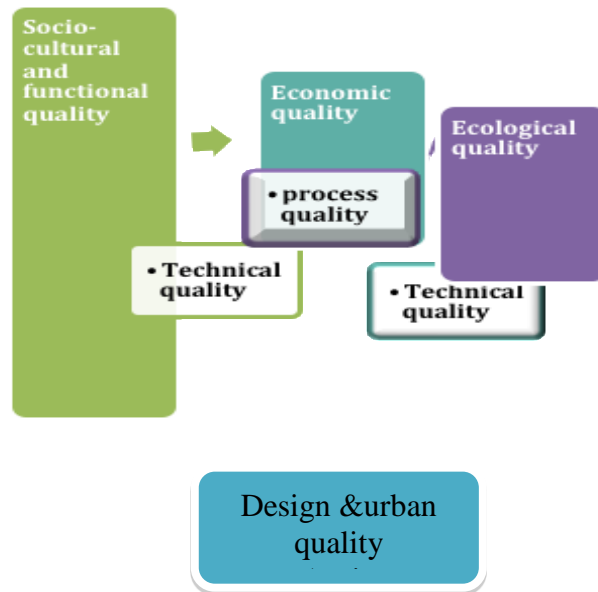 Socio-
cultural
and
functional
quality
Economic
quality
Ecological
quality
• process
quality
• Technical
quality
• Technical
quality
Design &urban
quality